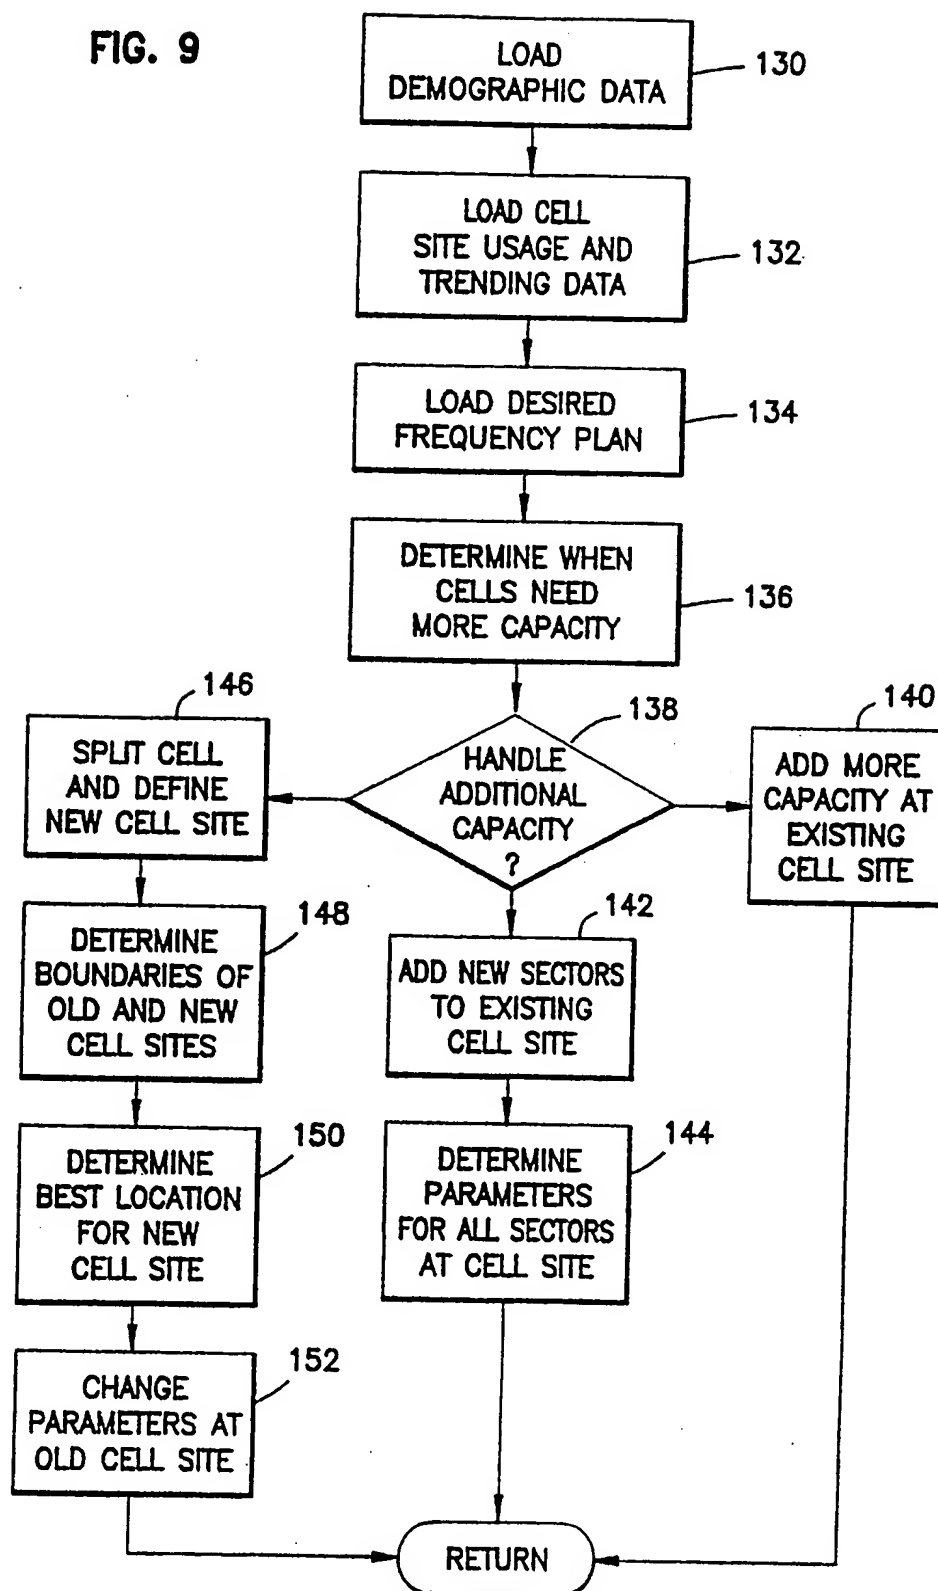 FIG. 9
LOAD
DEMOGRAPHIC DATA
130
LOAD CELL
SITE USAGE AND
TRENDING DATA
132
LOAD DESIRED
FREQUENCY PLAN
134
DETERMINE WHEN
CELLS NEED
MORE CAPACITY
136
138
HANDLE
ADDITIONAL
CAPACITY
?
146
SPLIT CELL
AND DEFINE
NEW CELL SITE
148
DETERMINE
BOUNDARIES OF
OLD AND NEW
CELL SITES
150
DETERMINE
BEST LOCATION
FOR NEW
CELL SITE
152
CHANGE
PARAMETERS AT
OLD CELL SITE
142
ADD NEW SECTORS
TO EXISTING
CELL SITE
144
DETERMINE
PARAMETERS
FOR ALL SECTORS
AT CELL SITE
140
ADD MORE
CAPACITY AT
EXISTING
CELL SITE
RETURN